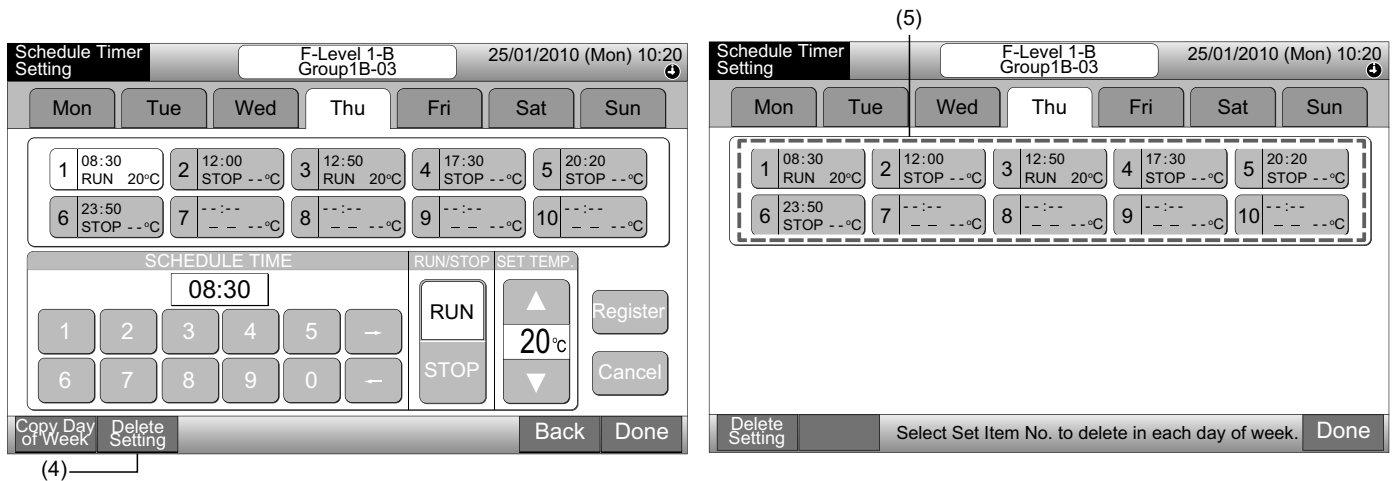 (5)
Schedule Timer
Setting
F-Level 1-B
Group1B-03
25/01/2010 (Mon) 10:20
Mon Tue Wed Thu Fri Sat Sun
1 08:30 RUN 20°C
2 12:00 STOP --°C
3 12:50 RUN 20°C
4 17:30 STOP --°C
5 20:20 STOP --°C
6 23:50 STOP --°C
7 --:-- – – --°C
8 --:-- – – --°C
9 --:-- – – --°C
10 --:-- – – --°C
SCHEDULE TIME RUN/STOP SET TEMP.
08:30
1 2 3 4 5 →
6 7 8 9 0 ←
RUN
STOP
▲
20°C
▼
Register
Cancel
Copy Day
of Week
Delete
Setting
Back Done
(4)
Schedule Timer
Setting
F-Level 1-B
Group1B-03
25/01/2010 (Mon) 10:20
Mon Tue Wed Thu Fri Sat Sun
1 08:30 RUN 20°C
2 12:00 STOP --°C
3 12:50 RUN 20°C
4 17:30 STOP --°C
5 20:20 STOP --°C
6 23:50 STOP --°C
7 --:-- – – --°C
8 --:-- – – --°C
9 --:-- – – --°C
10 --:-- – – --°C
Delete
Setting
Select Set Item No. to delete in each day of week.
Done